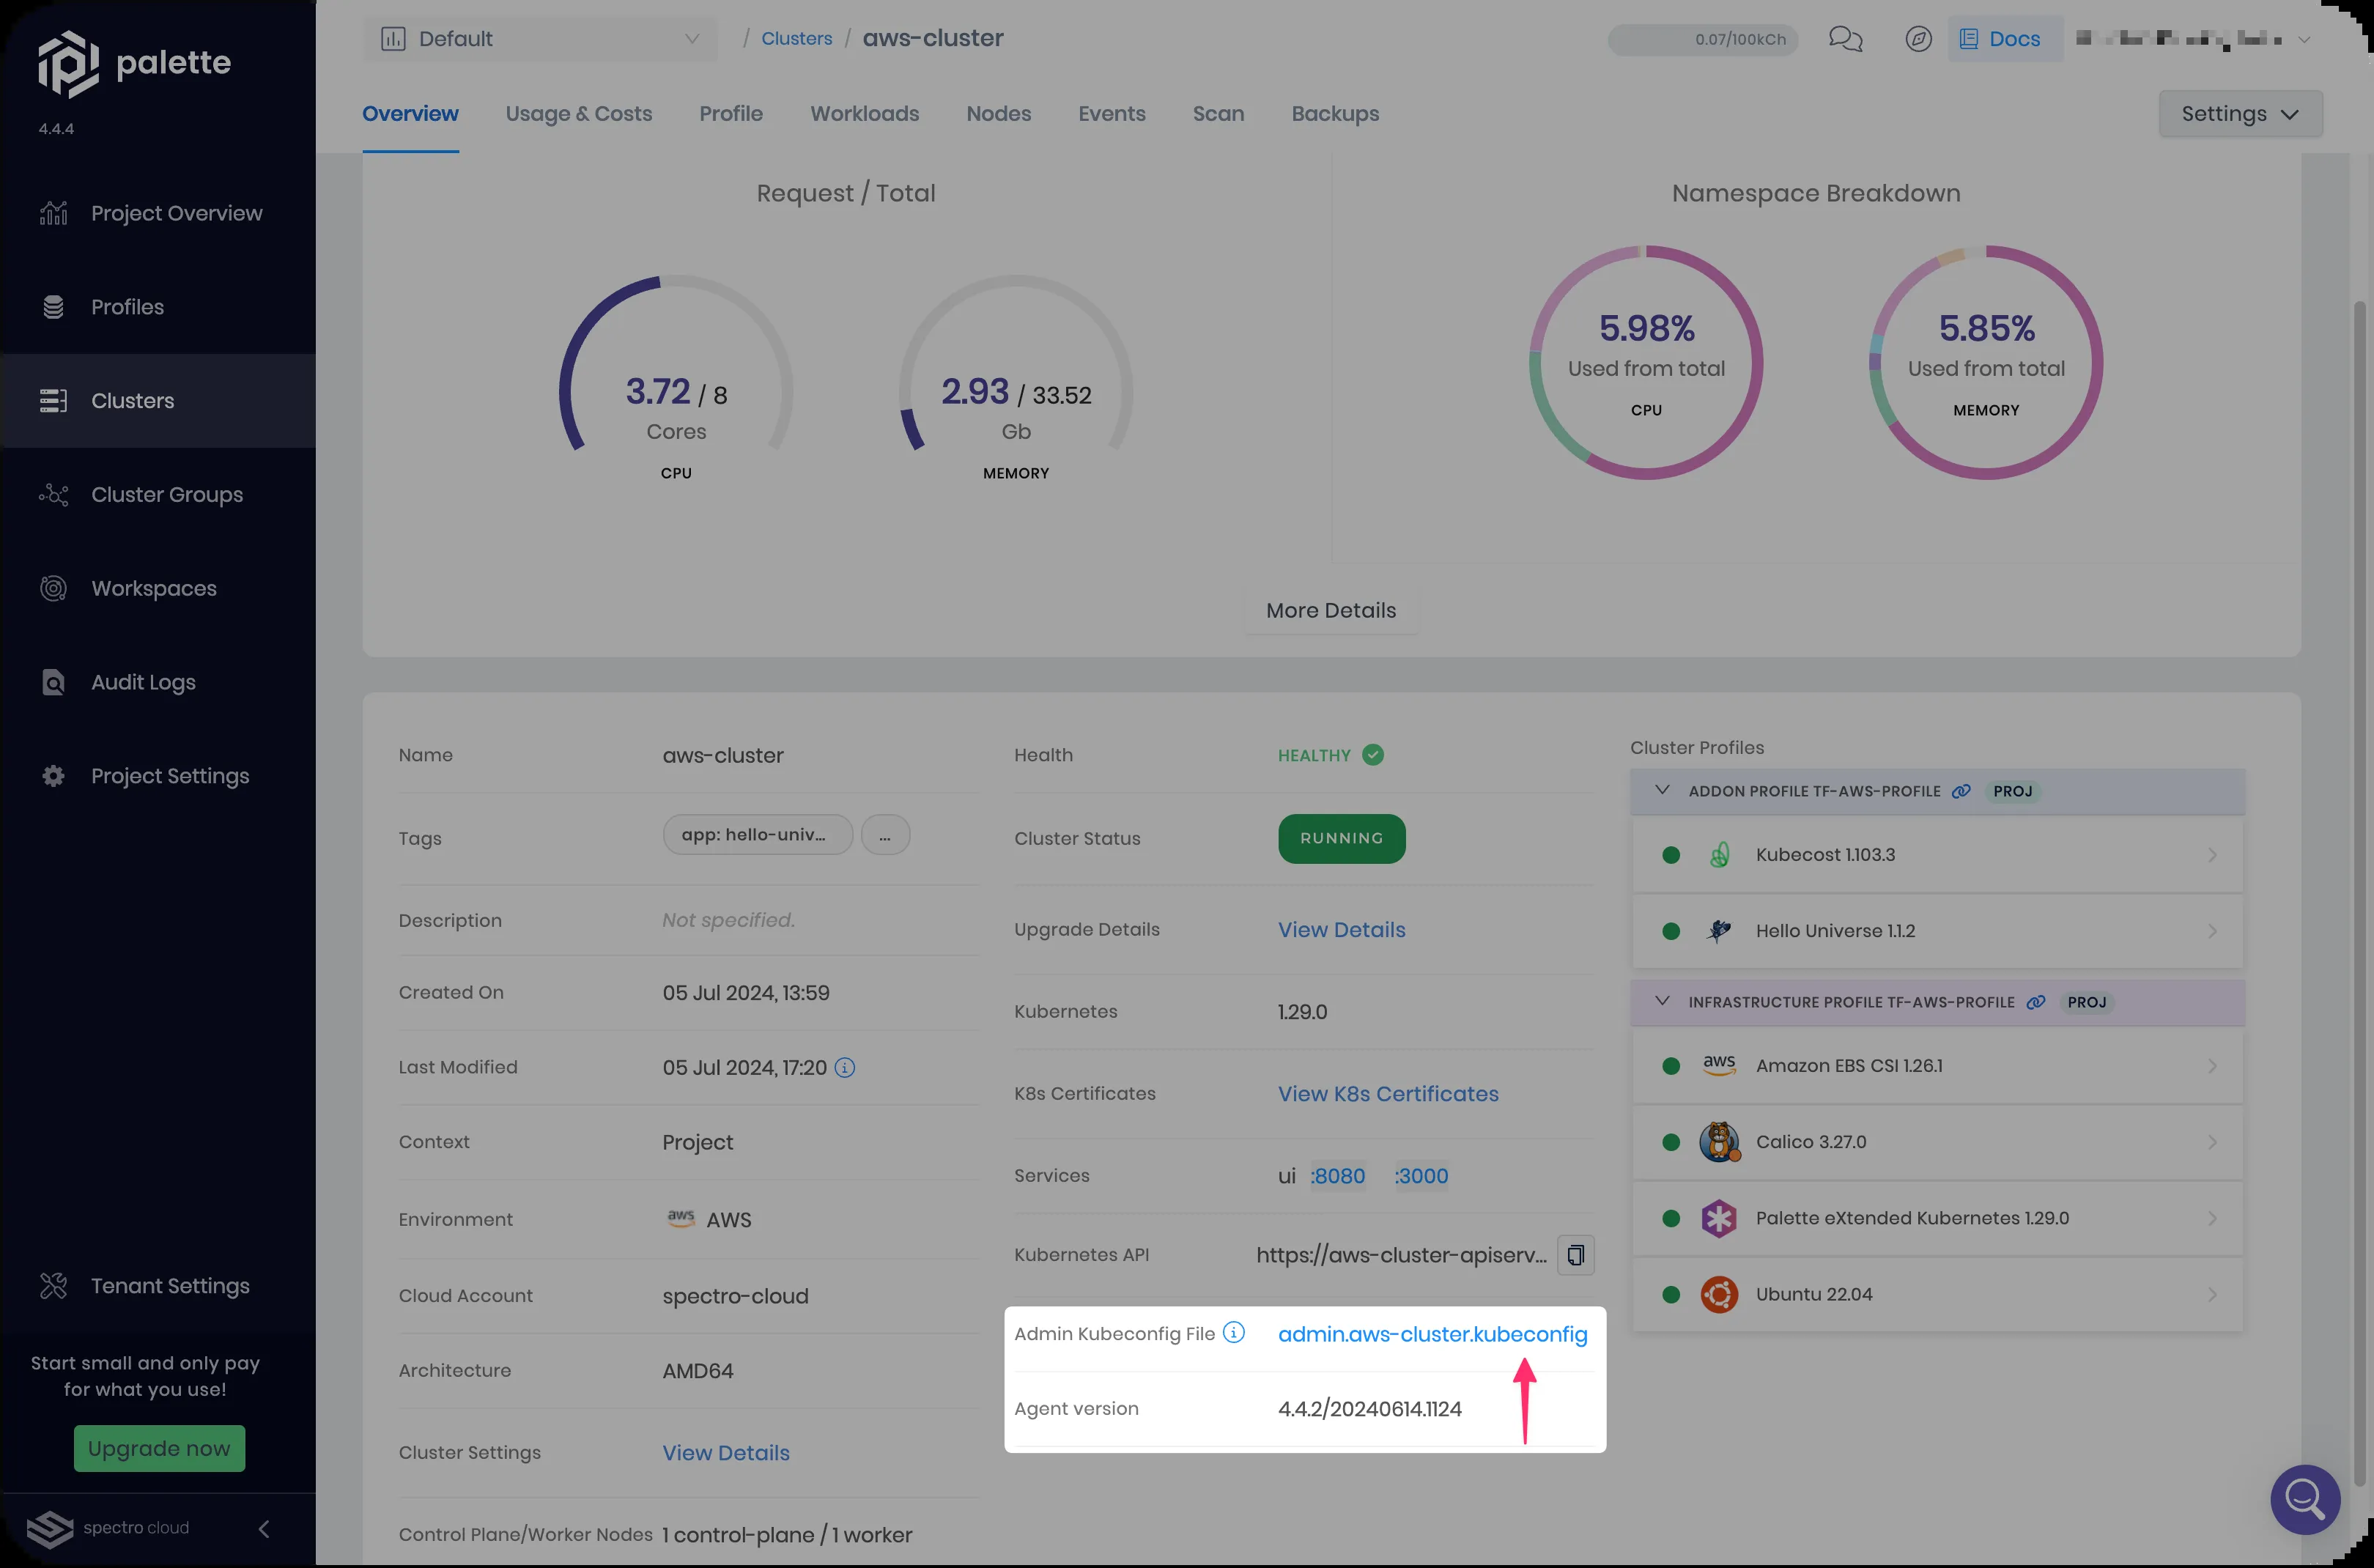 palette
4.4.4
Project Overview
Profiles
Clusters
Cluster Groups
Workspaces
Audit Logs
Project Settings
Tenant Settings
Start small and only pay
for what you use!
Upgrade now
spectro cloud
Default
/ Clusters / aws-cluster
0.07/100kCh
Docs
Overview
Usage & Costs
Profile
Workloads
Nodes
Events
Scan
Backups
Settings
Request / Total
3.72 / 8
Cores
CPU
2.93 / 33.52
Gb
MEMORY
Namespace Breakdown
5.98%
Used from total
CPU
5.85%
Used from total
MEMORY
More Details
Name aws-cluster
Tags app: hello-univ... ...
Description Not specified.
Created On 05 Jul 2024, 13:59
Last Modified 05 Jul 2024, 17:20
Context Project
Environment aws AWS
Cloud Account spectro-cloud
Architecture AMD64
Cluster Settings View Details
Control Plane/Worker Nodes 1 control-plane / 1 worker
Health HEALTHY
Cluster Status RUNNING
Upgrade Details View Details
Kubernetes 1.29.0
K8s Certificates View K8s Certificates
Services ui :8080 :3000
Kubernetes API https://aws-cluster-apiserv...
Admin Kubeconfig File admin.aws-cluster.kubeconfig
Agent version 4.4.2/20240614.1124
Cluster Profiles
ADDON PROFILE TF-AWS-PROFILE PROJ
Kubecost 1.103.3
Hello Universe 1.1.2
INFRASTRUCTURE PROFILE TF-AWS-PROFILE PROJ
aws Amazon EBS CSI 1.26.1
Calico 3.27.0
Palette eXtended Kubernetes 1.29.0
Ubuntu 22.04